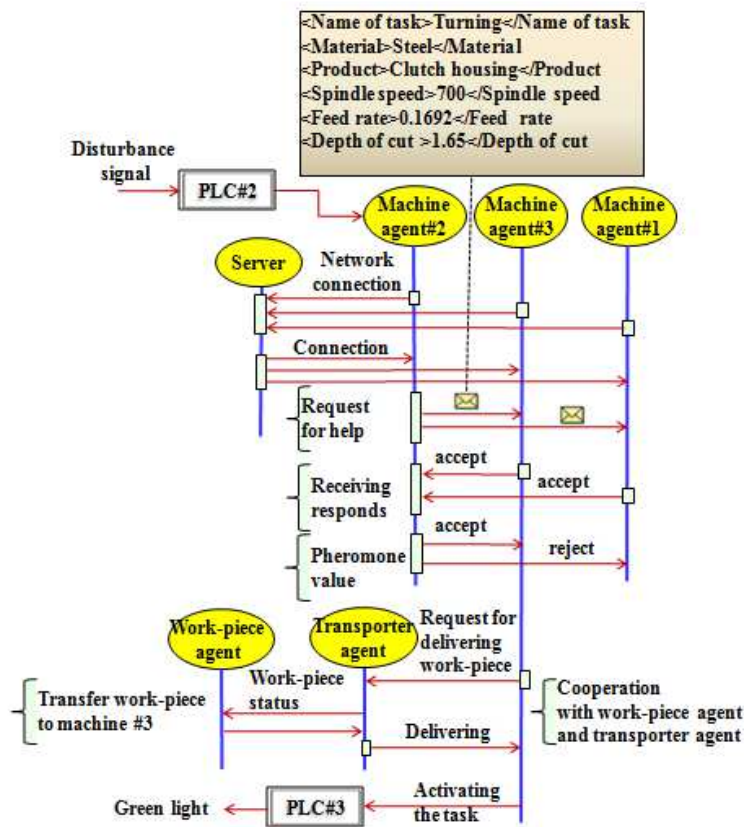 <Name of task>Turning</Name of task
<Material>Steel</Material
<Product>Clutch housing</Product
<Spindle speed>700</Spindle speed
<Feed rate>0.1692</Feed rate
<Depth of cut >1.65</Depth of cut
Disturbance
signal
PLC#2
Machine
agent#2
Machine
agent#3
Machine
agent#1
Server
Network
connection
Connection
Request
for help
accept
accept
Receiving
responds
accept
reject
Pheromone
value
Work-piece
agent
Transporter
agent
Request for
delivering
work-piece
Work-piece
status
Transfer work-piece
to machine #3
Cooperation
with work-piece agent
and transporter agent
Delivering
Activating
the task
Green light
PLC#3